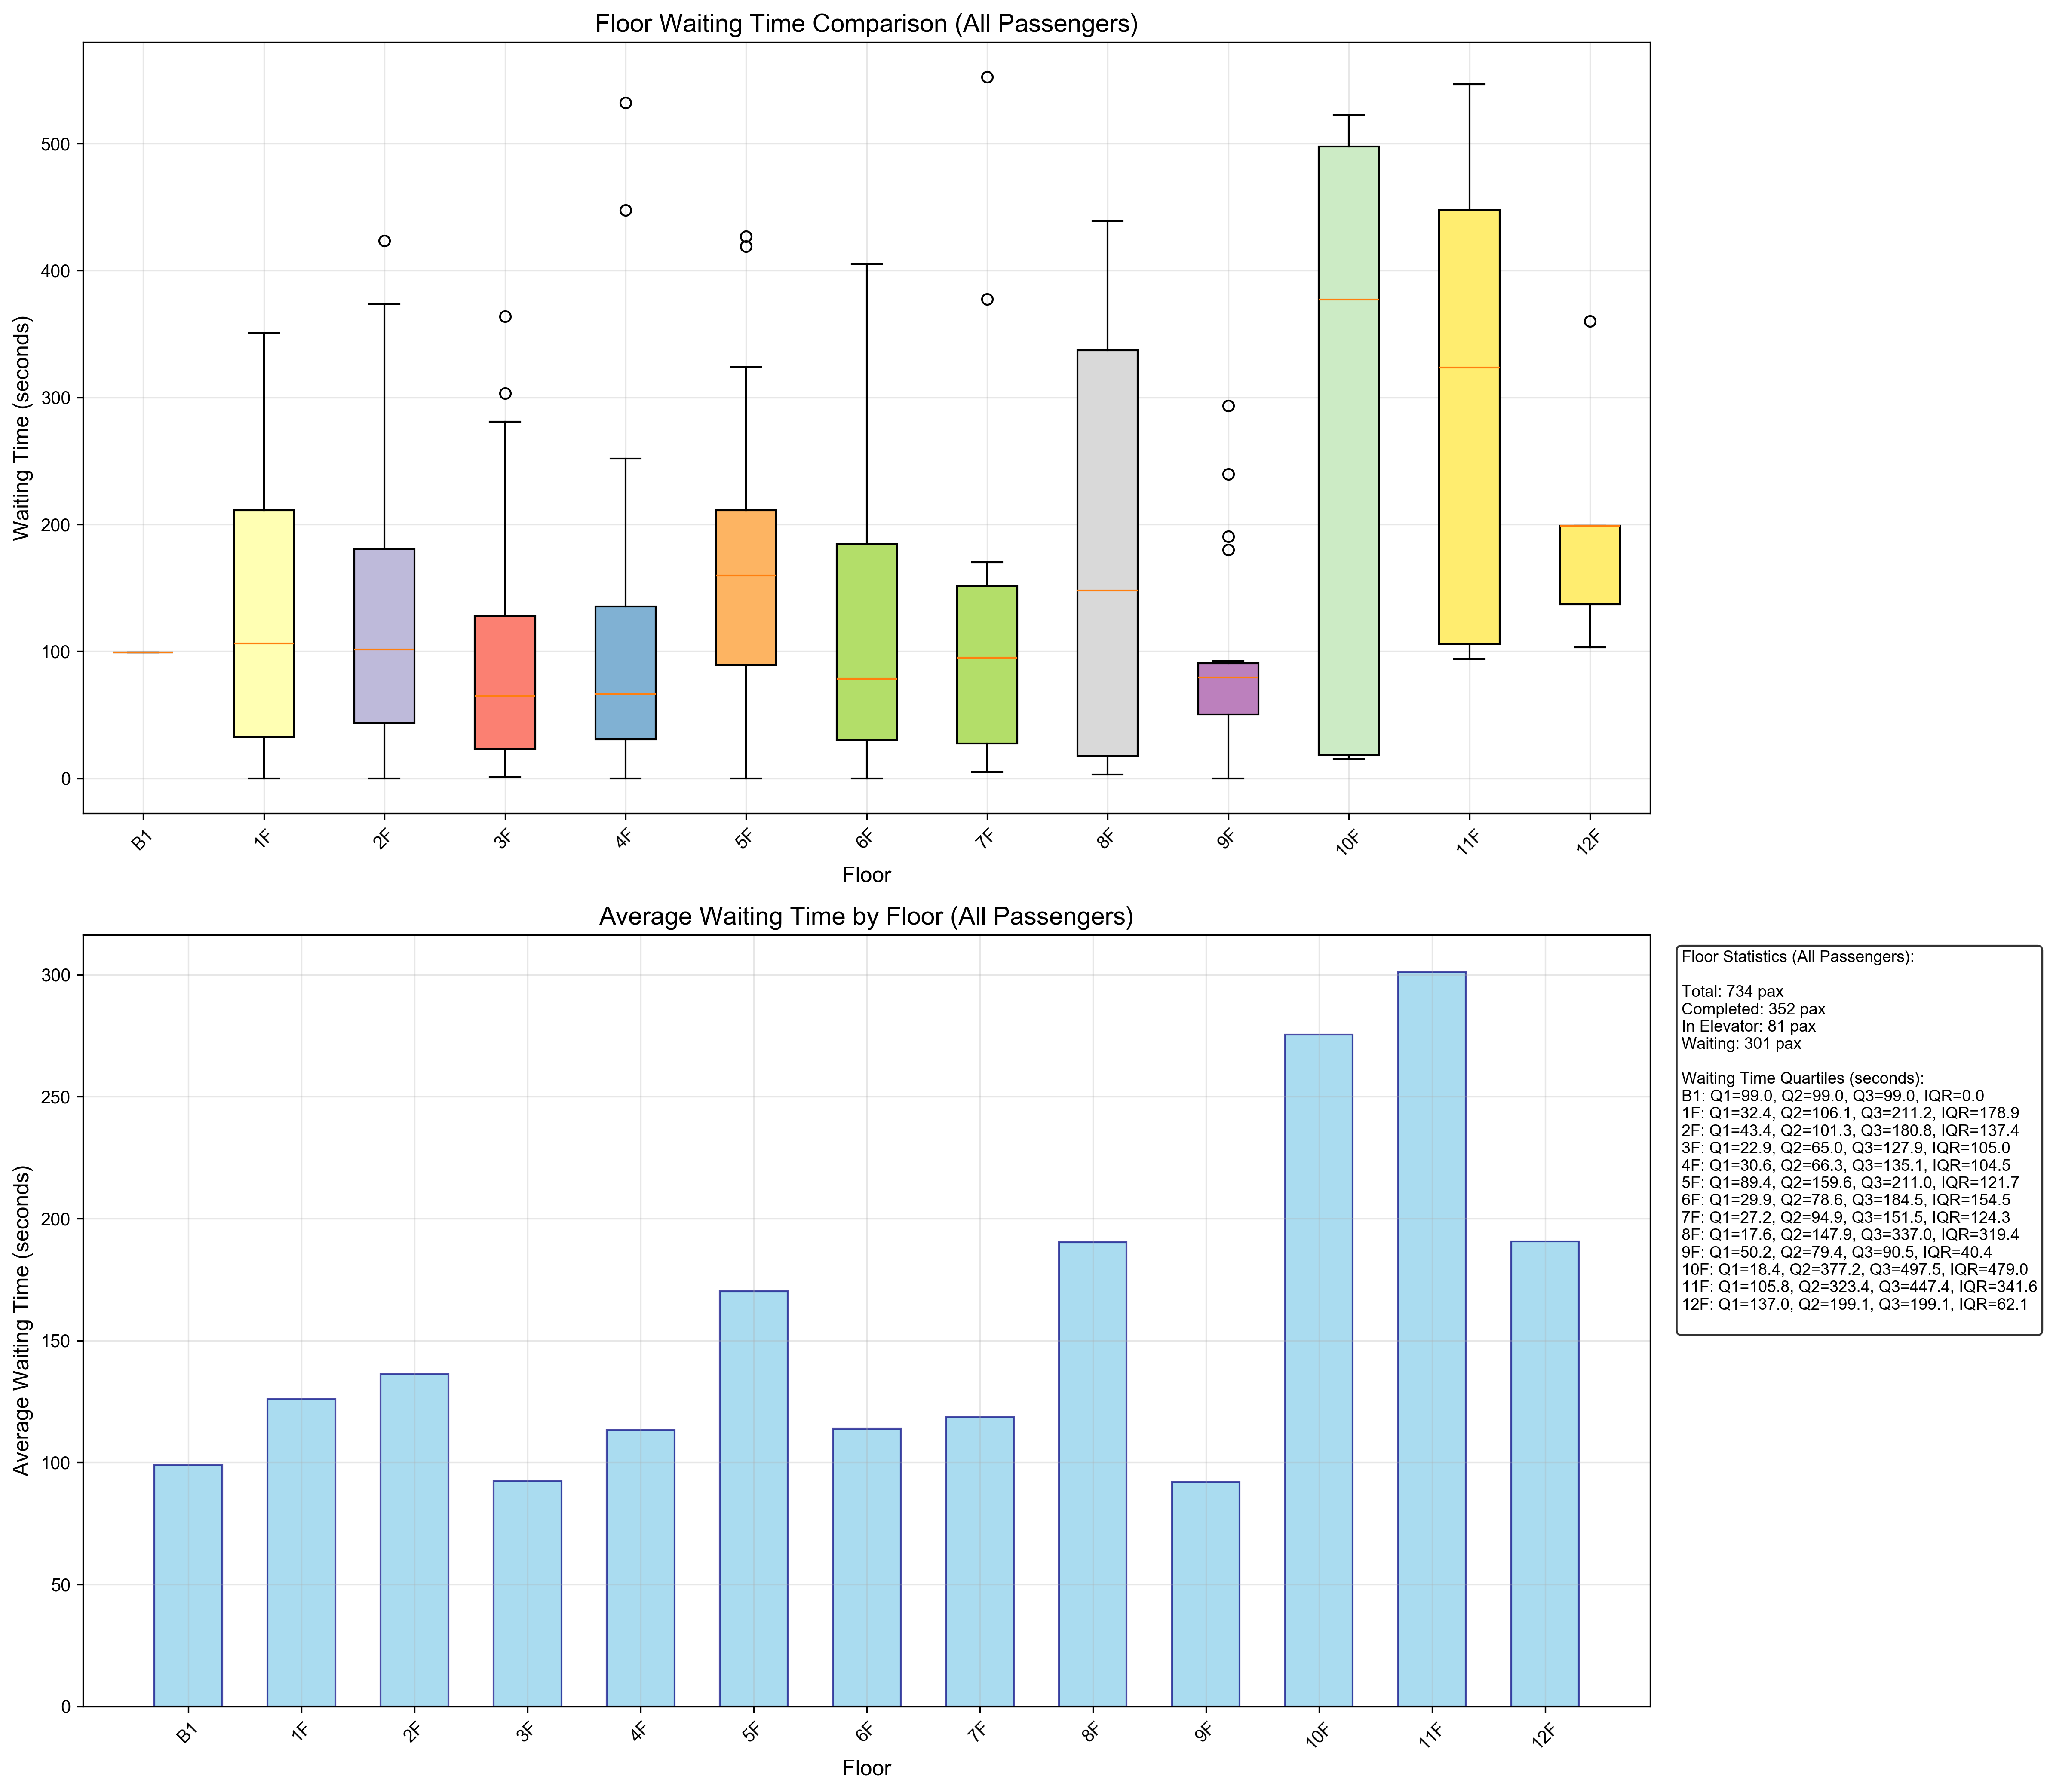 Floor Waiting Time Comparison (All Passengers)
Waiting Time (seconds)
500
400
300
200
100
0
B1 1F 2F 3F 4F 5F 6F 7F 8F 9F 10F 11F 12F
Floor
Average Waiting Time by Floor (All Passengers)
Average Waiting Time (seconds)
300
250
200
150
100
50
0
B1 1F 2F 3F 4F 5F 6F 7F 8F 9F 10F 11F 12F
Floor
Floor Statistics (All Passengers):
Total: 734 pax
Completed: 352 pax
In Elevator: 81 pax
Waiting: 301 pax
Waiting Time Quartiles (seconds):
B1: Q1=99.0, Q2=99.0, Q3=99.0, IQR=0.0
1F: Q1=32.4, Q2=106.1, Q3=211.2, IQR=178.9
2F: Q1=43.4, Q2=101.3, Q3=180.8, IQR=137.4
3F: Q1=22.9, Q2=65.0, Q3=127.9, IQR=105.0
4F: Q1=30.6, Q2=66.3, Q3=135.1, IQR=104.5
5F: Q1=89.4, Q2=159.6, Q3=211.0, IQR=121.7
6F: Q1=29.9, Q2=78.6, Q3=184.5, IQR=154.5
7F: Q1=27.2, Q2=94.9, Q3=151.5, IQR=124.3
8F: Q1=17.6, Q2=147.9, Q3=337.0, IQR=319.4
9F: Q1=50.2, Q2=79.4, Q3=90.5, IQR=40.4
10F: Q1=18.4, Q2=377.2, Q3=497.5, IQR=479.0
11F: Q1=105.8, Q2=323.4, Q3=447.4, IQR=341.6
12F: Q1=137.0, Q2=199.1, Q3=199.1, IQR=62.1